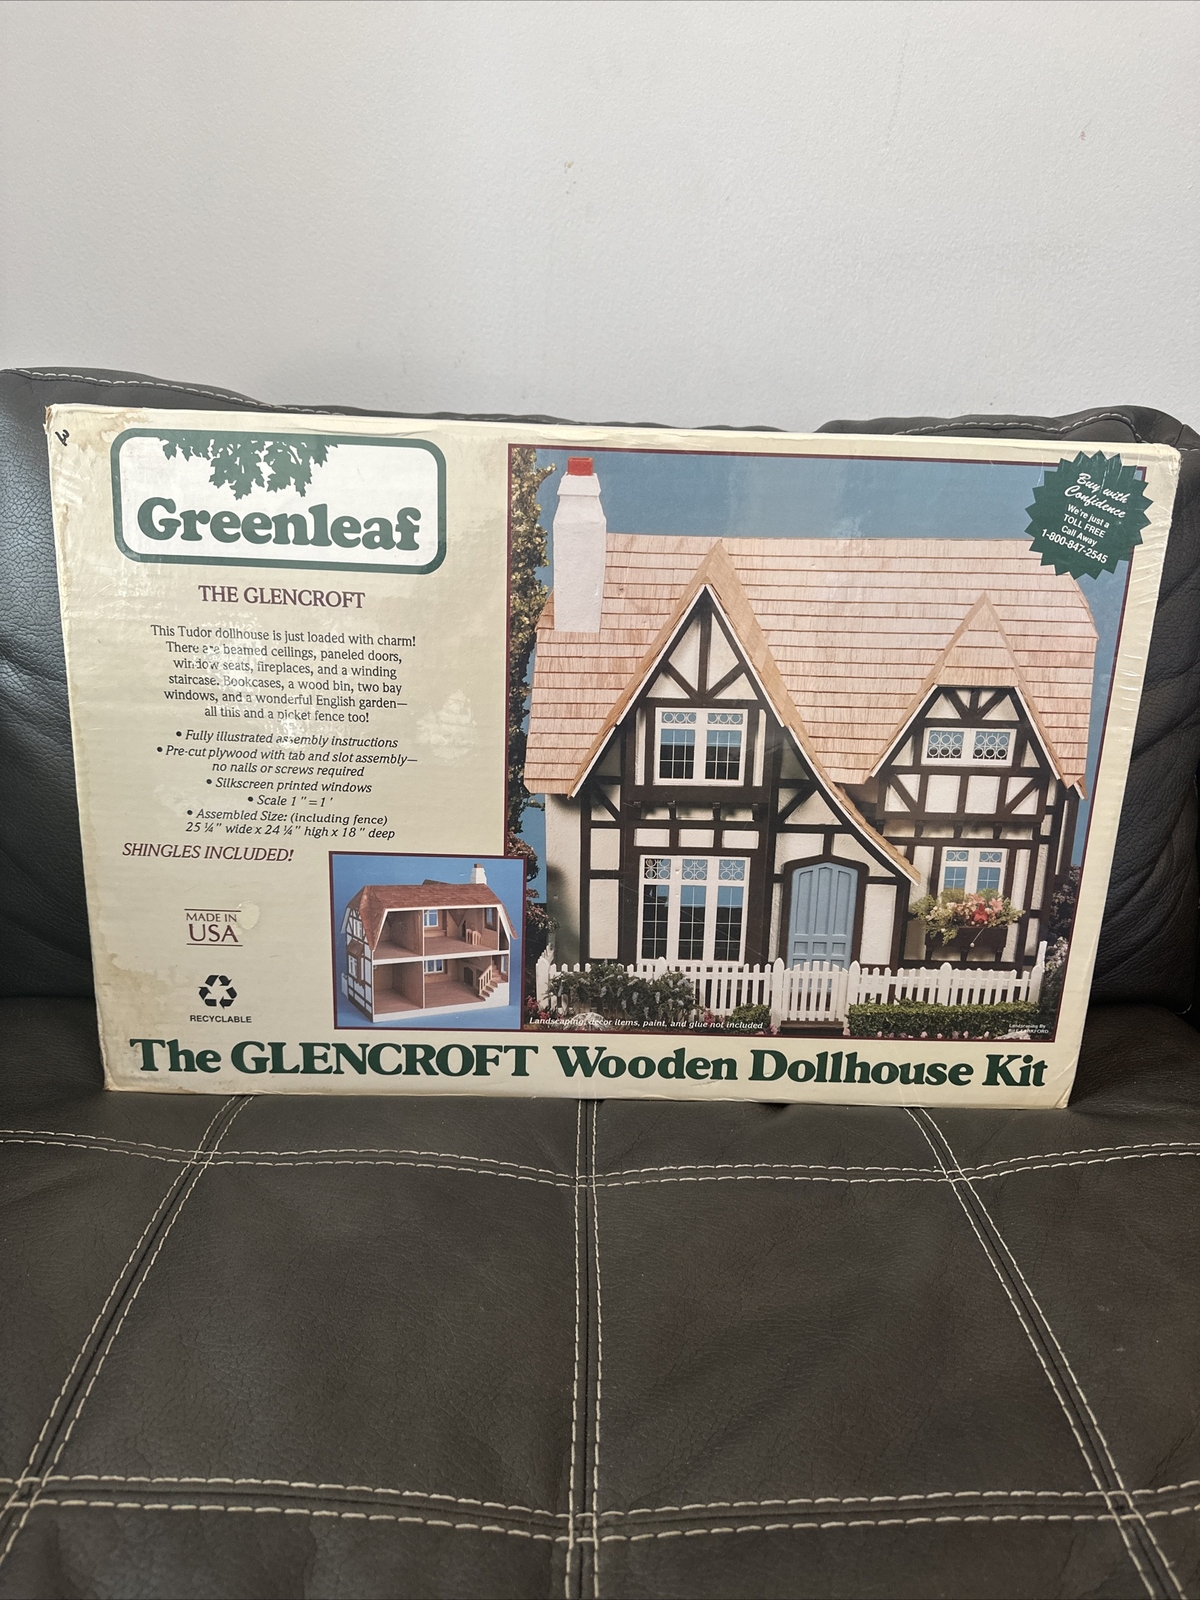 Greenleaf
THE GLENCROFT
This Tudor dollhouse is just loaded with charm!
There are beamed ceilings, paneled doors,
window seats, fireplaces, and a winding
staircase. Bookcases, a wood bin, two bay
windows, and a wonderful English garden—
all this and a picket fence too!
• Fully illustrated assembly instructions
• Pre-cut plywood with tab and slot assembly—
no nails or screws required
• Silkscreen printed windows
• Scale 1" = 1'
• Assembled Size: (including fence)
25 ¼" wide x 24 ¼" high x 18" deep
SHINGLES INCLUDED!
MADE IN
USA
RECYCLABLE
Buy with
Confidence
We're just a
TOLL FREE
Call Away
1-800-847-2545
Landscaping, decor items, paint, and glue not included
Landscaping By
The GLENCROFT Wooden Dollhouse Kit